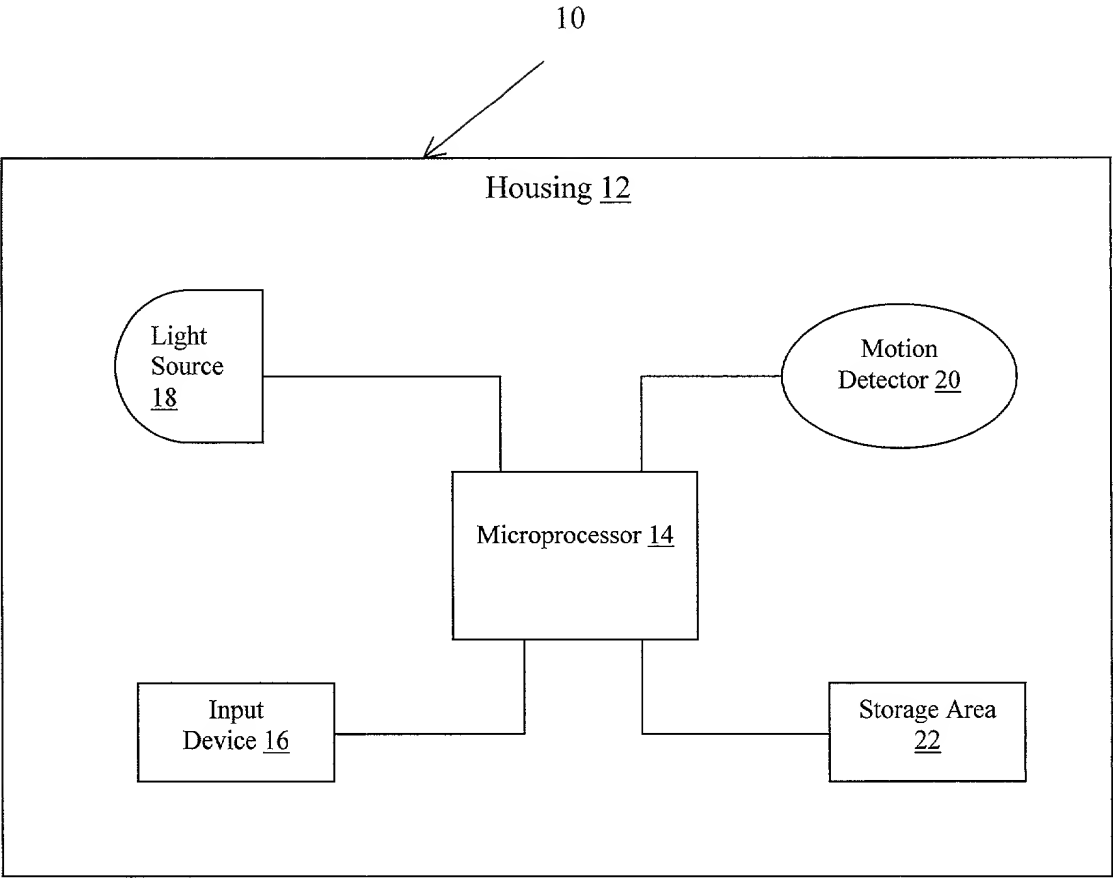 10
Housing 12
Light
Source
18
Motion
Detector 20
Microprocessor 14
Input
Device 16
Storage Area
22